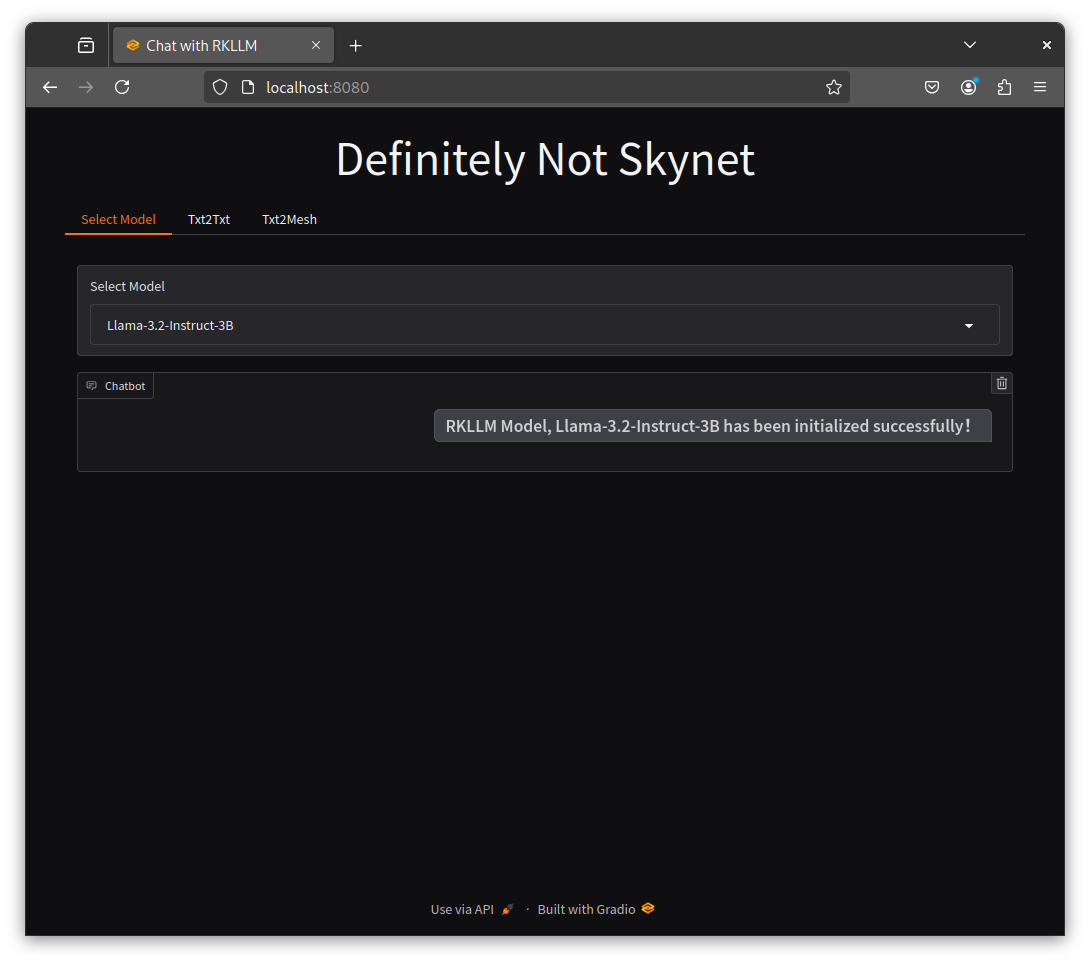 Chat with RKLLM
localhost:8080
Definitely Not Skynet
Select Model Txt2Txt Txt2Mesh
Select Model
Llama-3.2-Instruct-3B
Chatbot
RKLLM Model, Llama-3.2-Instruct-3B has been initialized successfully！
Use via API · Built with Gradio